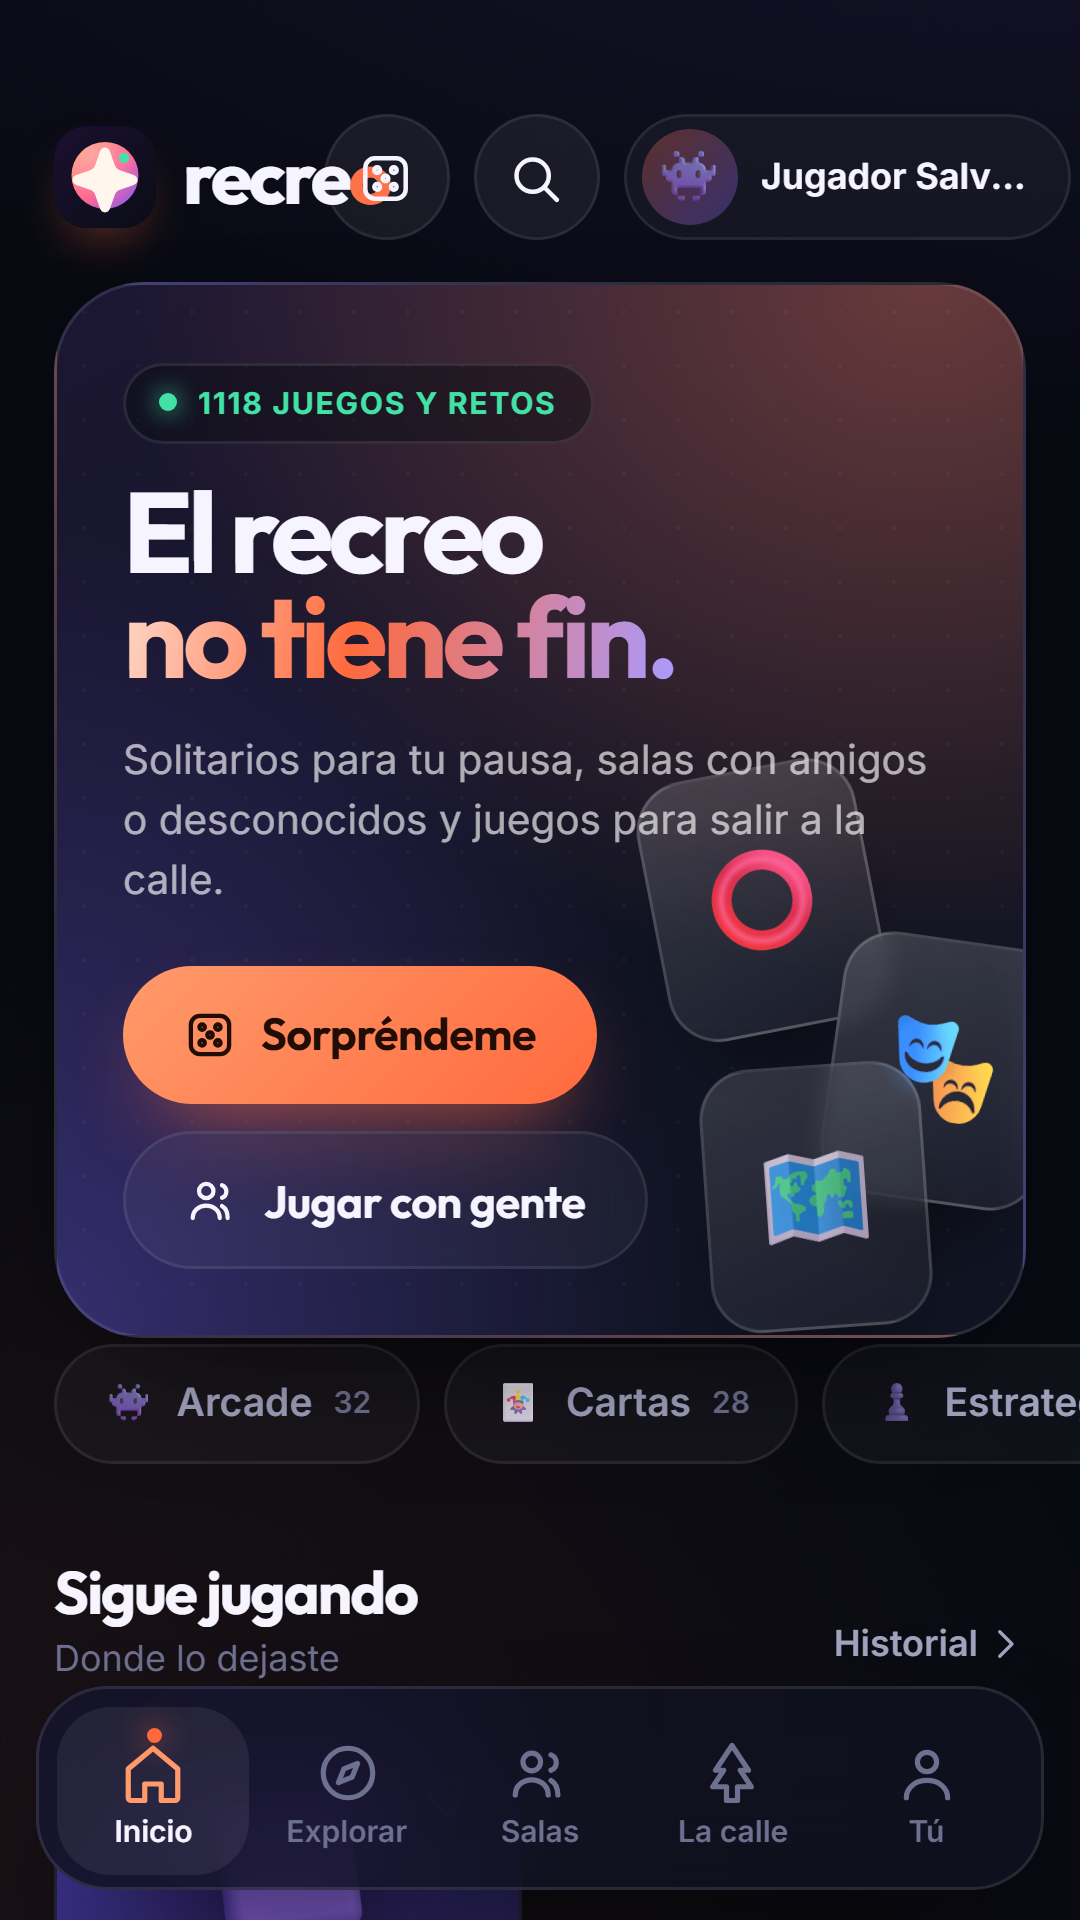 recreo
Jugador Salv...
1118 JUEGOS Y RETOS
El recreo
no tiene fin.
Solitarios para tu pausa, salas con amigos
o desconocidos y juegos para salir a la
calle.
Sorpréndeme
Jugar con gente
Arcade 32
Cartas 28
Sigue jugando
Donde lo dejaste
Historial
Inicio
Explorar
Salas
La calle
Tú